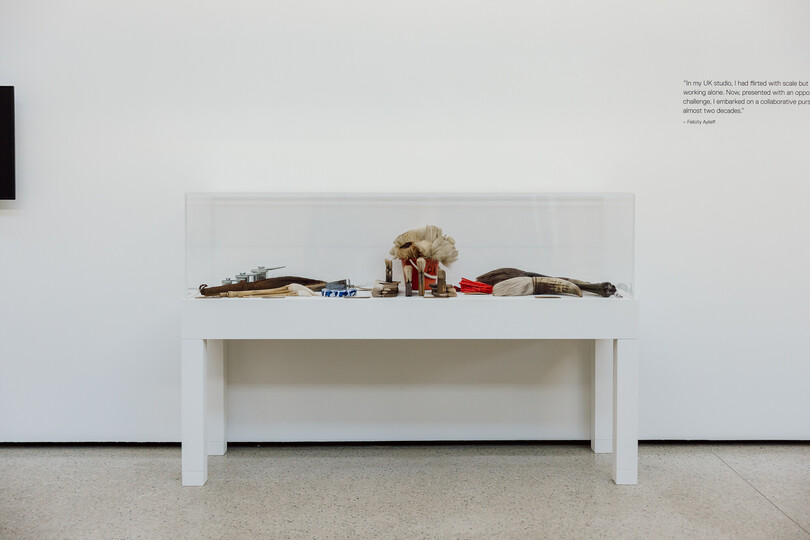 "In my UK studio, I had flirted with scale but
working alone. Now, presented with an oppo
challenge, I embarked on a collaborative purs
almost two decades."
– Felicity Aylieff